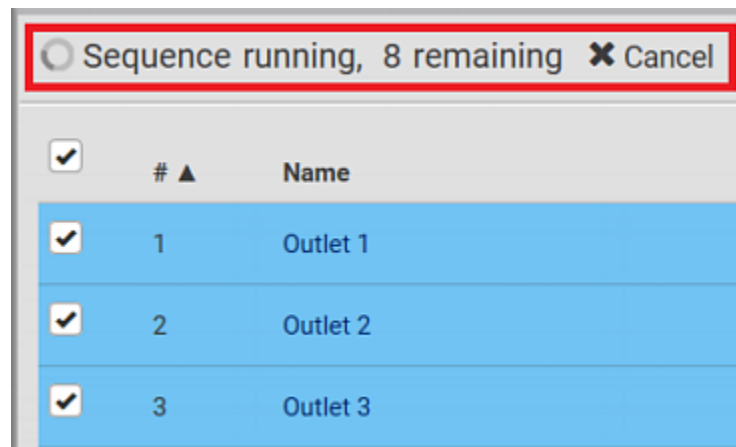 Sequence running, 8 remaining ✖ Cancel
# ▲ Name
1 Outlet 1
2 Outlet 2
3 Outlet 3